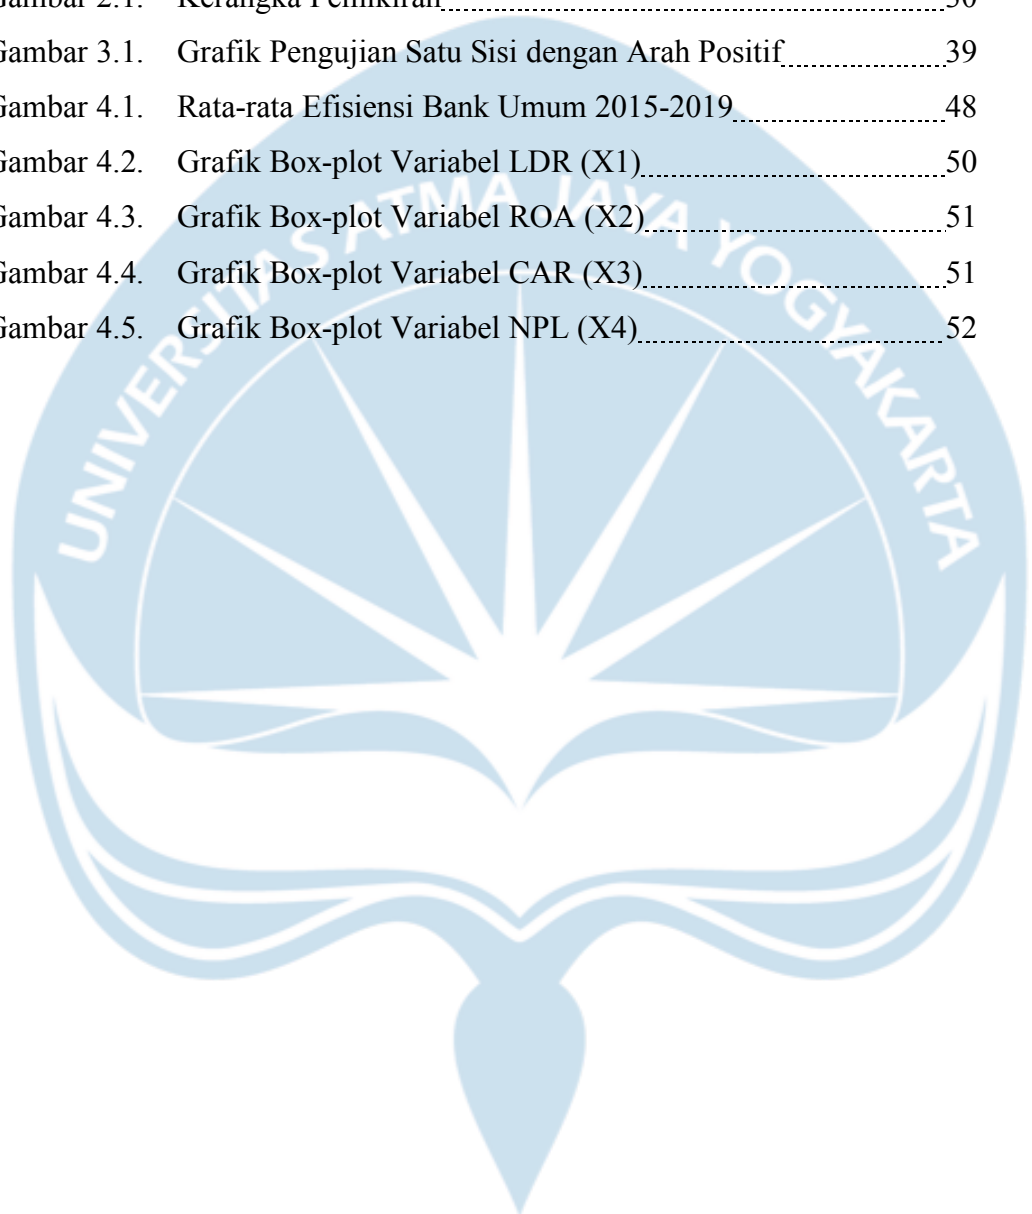 Gambar 2.1. Kerangka Pemikiran
Gambar 3.1. Grafik Pengujian Satu Sisi dengan Arah Positif 39
Gambar 4.1. Rata-rata Efisiensi Bank Umum 2015-2019 48
Gambar 4.2. Grafik Box-plot Variabel LDR (X1) 50
Gambar 4.3. Grafik Box-plot Variabel ROA (X2) 51
Gambar 4.4. Grafik Box-plot Variabel CAR (X3) 51
Gambar 4.5. Grafik Box-plot Variabel NPL (X4) 52
UNIVERSITAS ATMA JAYA YOGYAKARTA